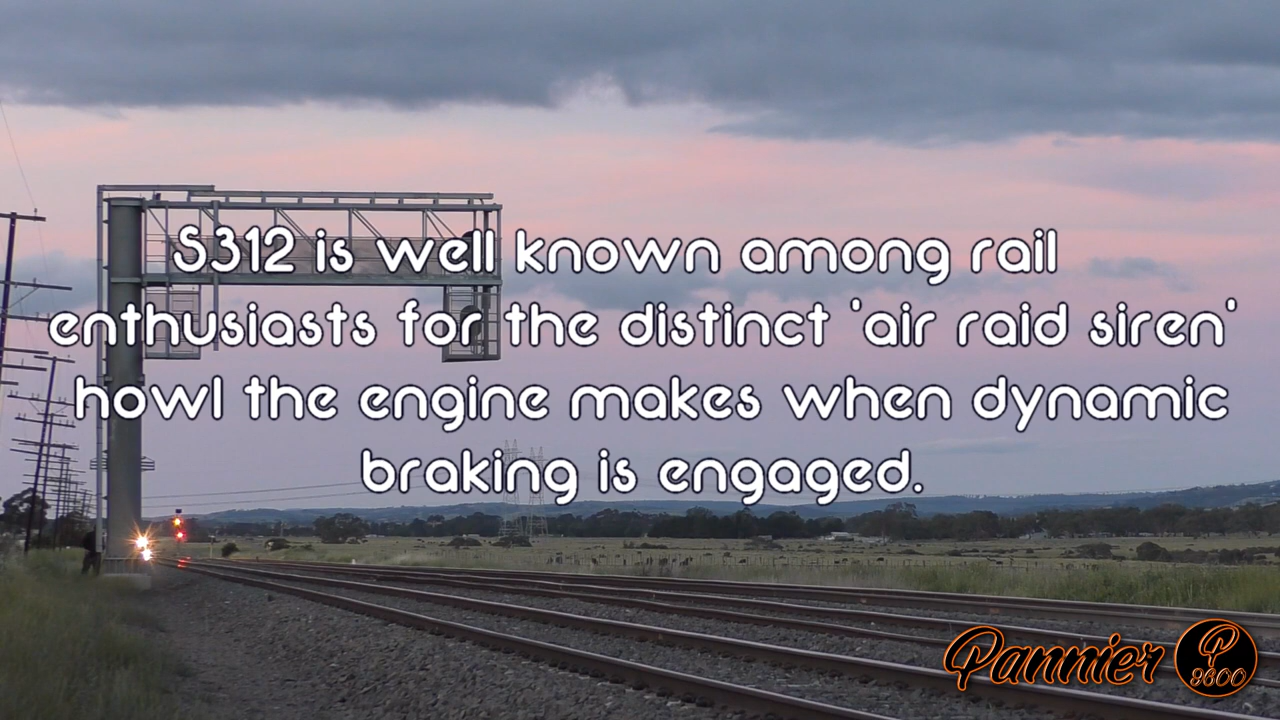 S312 is well known among rail
enthusiasts for the distinct 'air raid siren'
howl the engine makes when dynamic
braking is engaged.
Pannier
P
9600